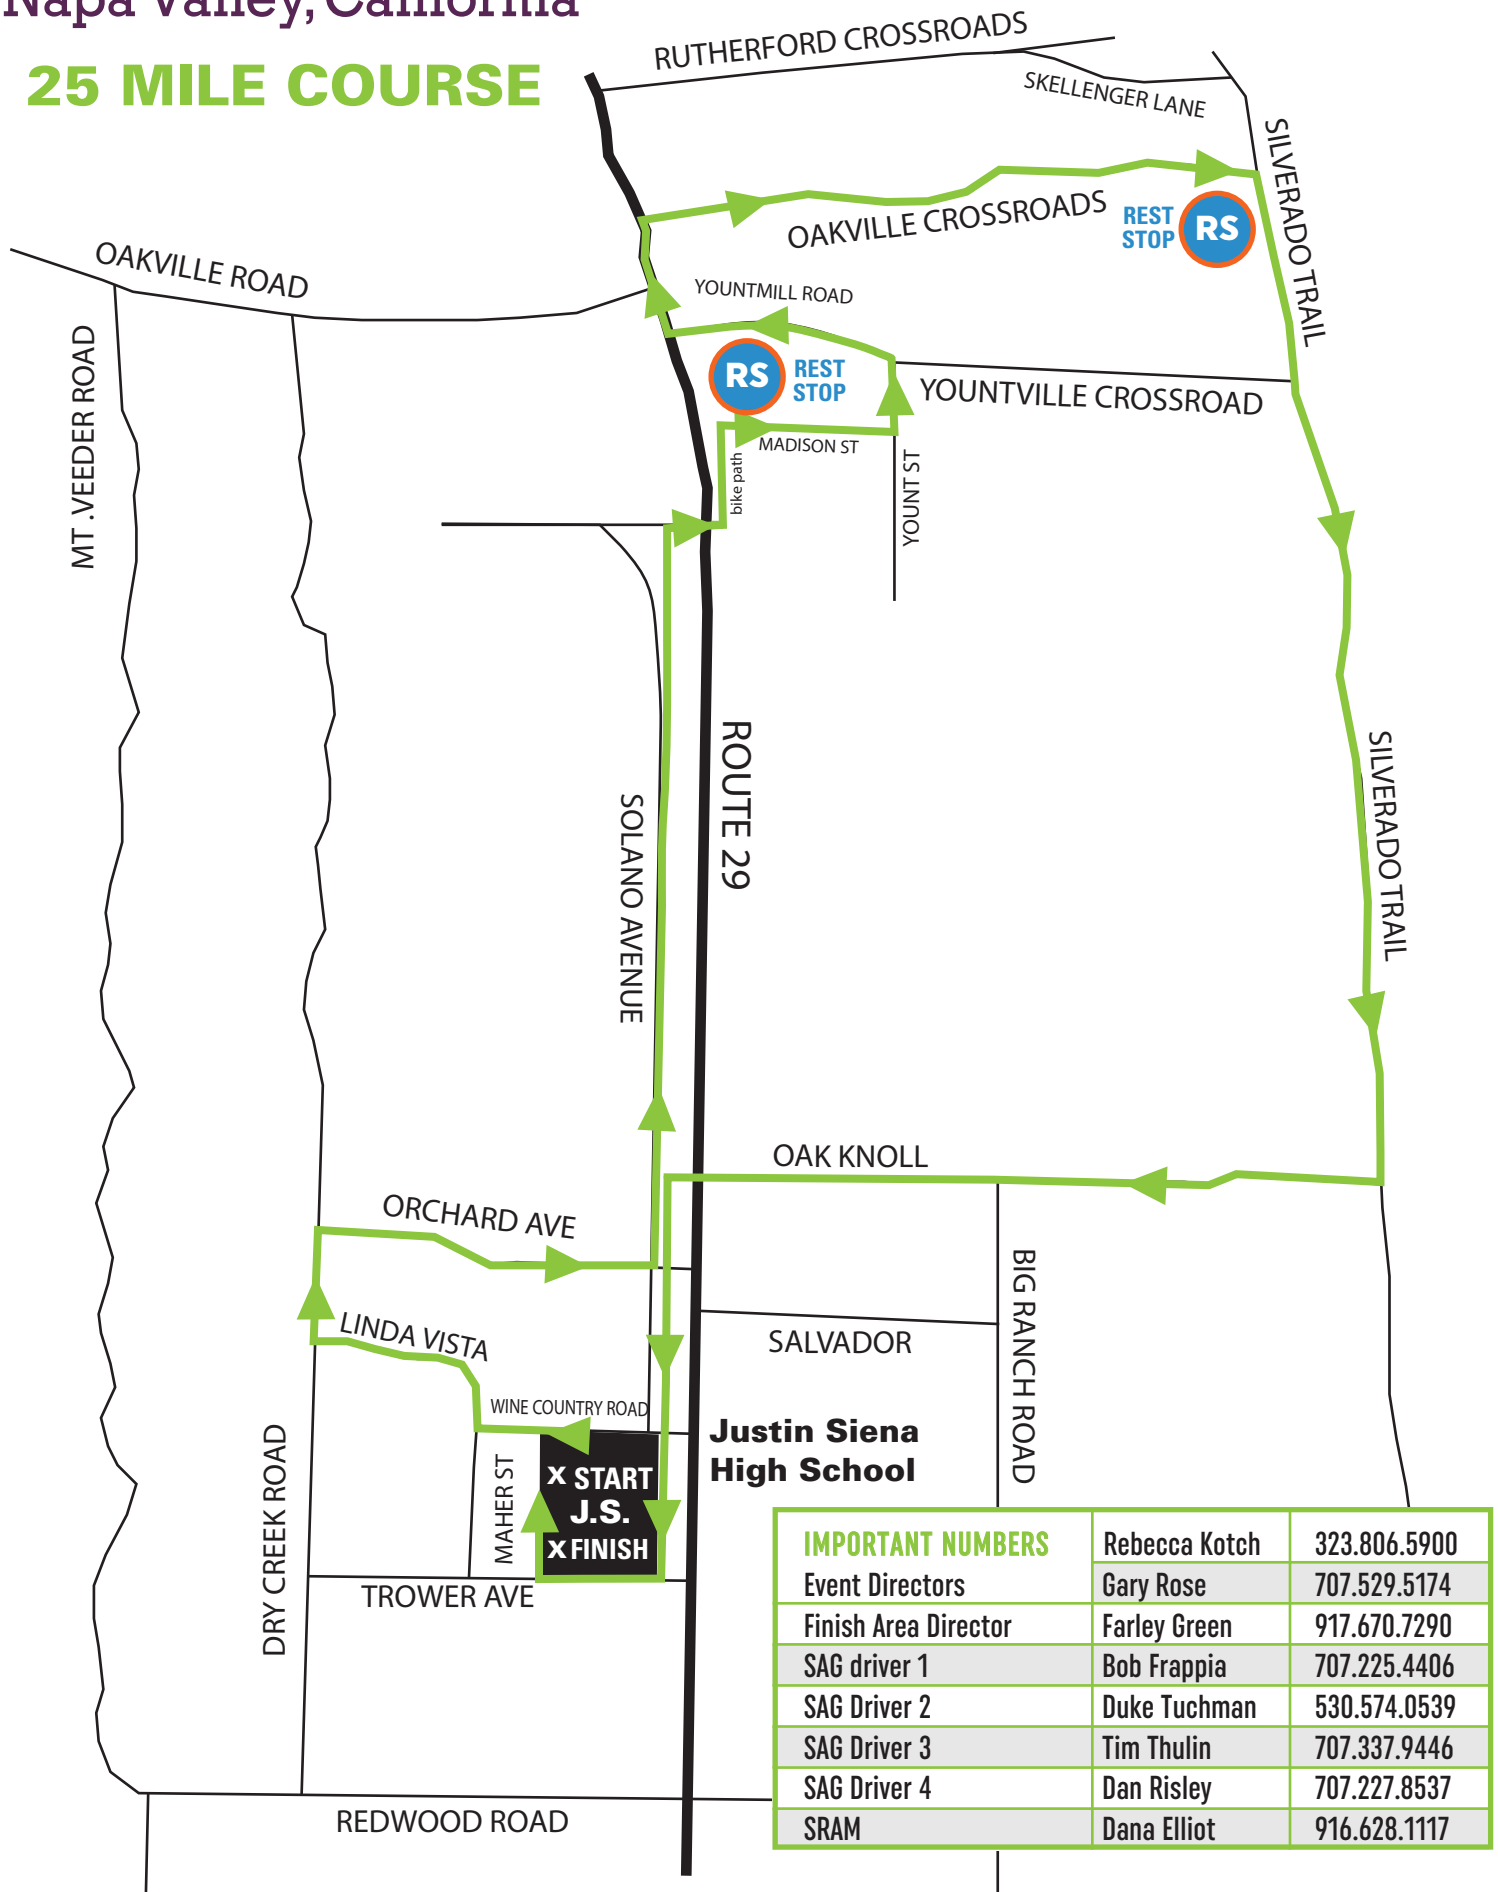 Napa Valley, California
25 MILE COURSE
RUTHERFORD CROSSROADS
SKELLENGER LANE
SILVERADO TRAIL
OAKVILLE CROSSROADS
REST
STOP
RS
OAKVILLE ROAD
YOUNTMILL ROAD
MT .VEEDER ROAD
RS
REST
STOP
YOUNTVILLE CROSSROAD
MADISON ST
bike path
YOUNT ST
ROUTE 29
SOLANO AVENUE
SILVERADO TRAIL
OAK KNOLL
ORCHARD AVE
BIG RANCH ROAD
LINDA VISTA
SALVADOR
WINE COUNTRY ROAD
Justin Siena
High School
DRY CREEK ROAD
MAHER ST
X START
J.S.
X FINISH
TROWER AVE
REDWOOD ROAD
IMPORTANT NUMBERS Rebecca Kotch 323.806.5900
Event Directors Gary Rose 707.529.5174
Finish Area Director Farley Green 917.670.7290
SAG driver 1 Bob Frappia 707.225.4406
SAG Driver 2 Duke Tuchman 530.574.0539
SAG Driver 3 Tim Thulin 707.337.9446
SAG Driver 4 Dan Risley 707.227.8537
SRAM Dana Elliot 916.628.1117